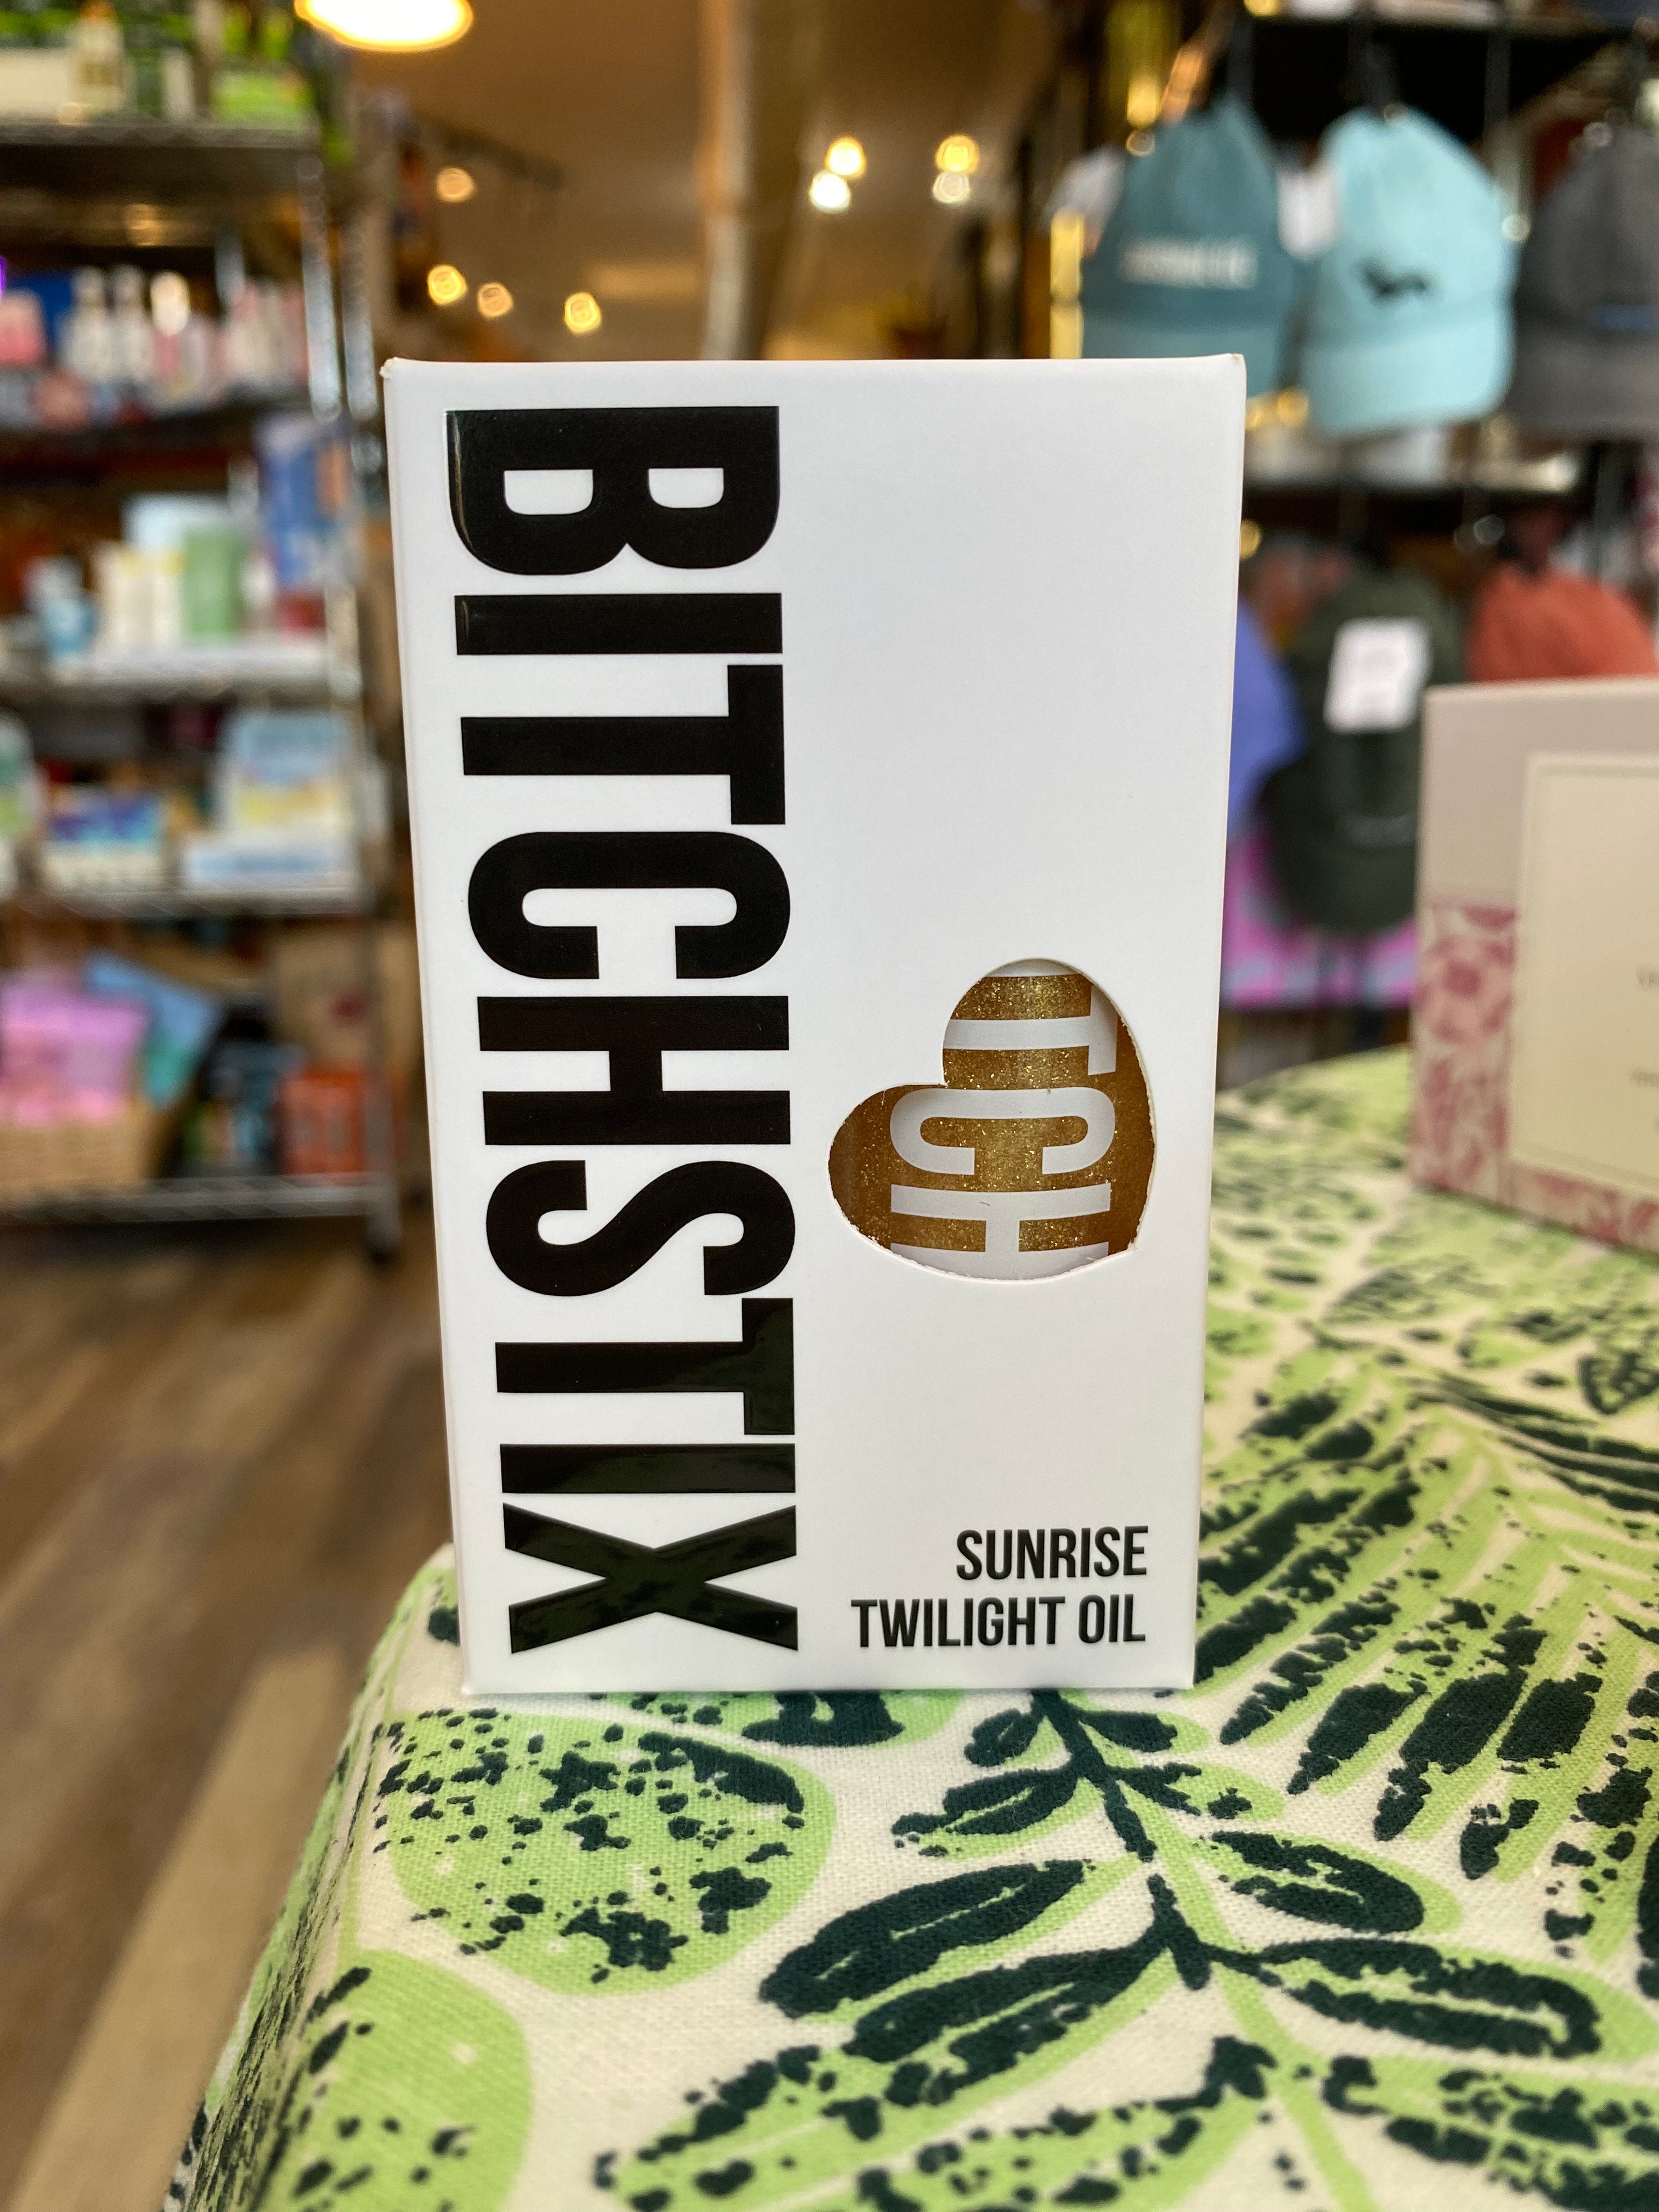 BITCHSTIX
TCH
SUNRISE
TWILIGHT OIL